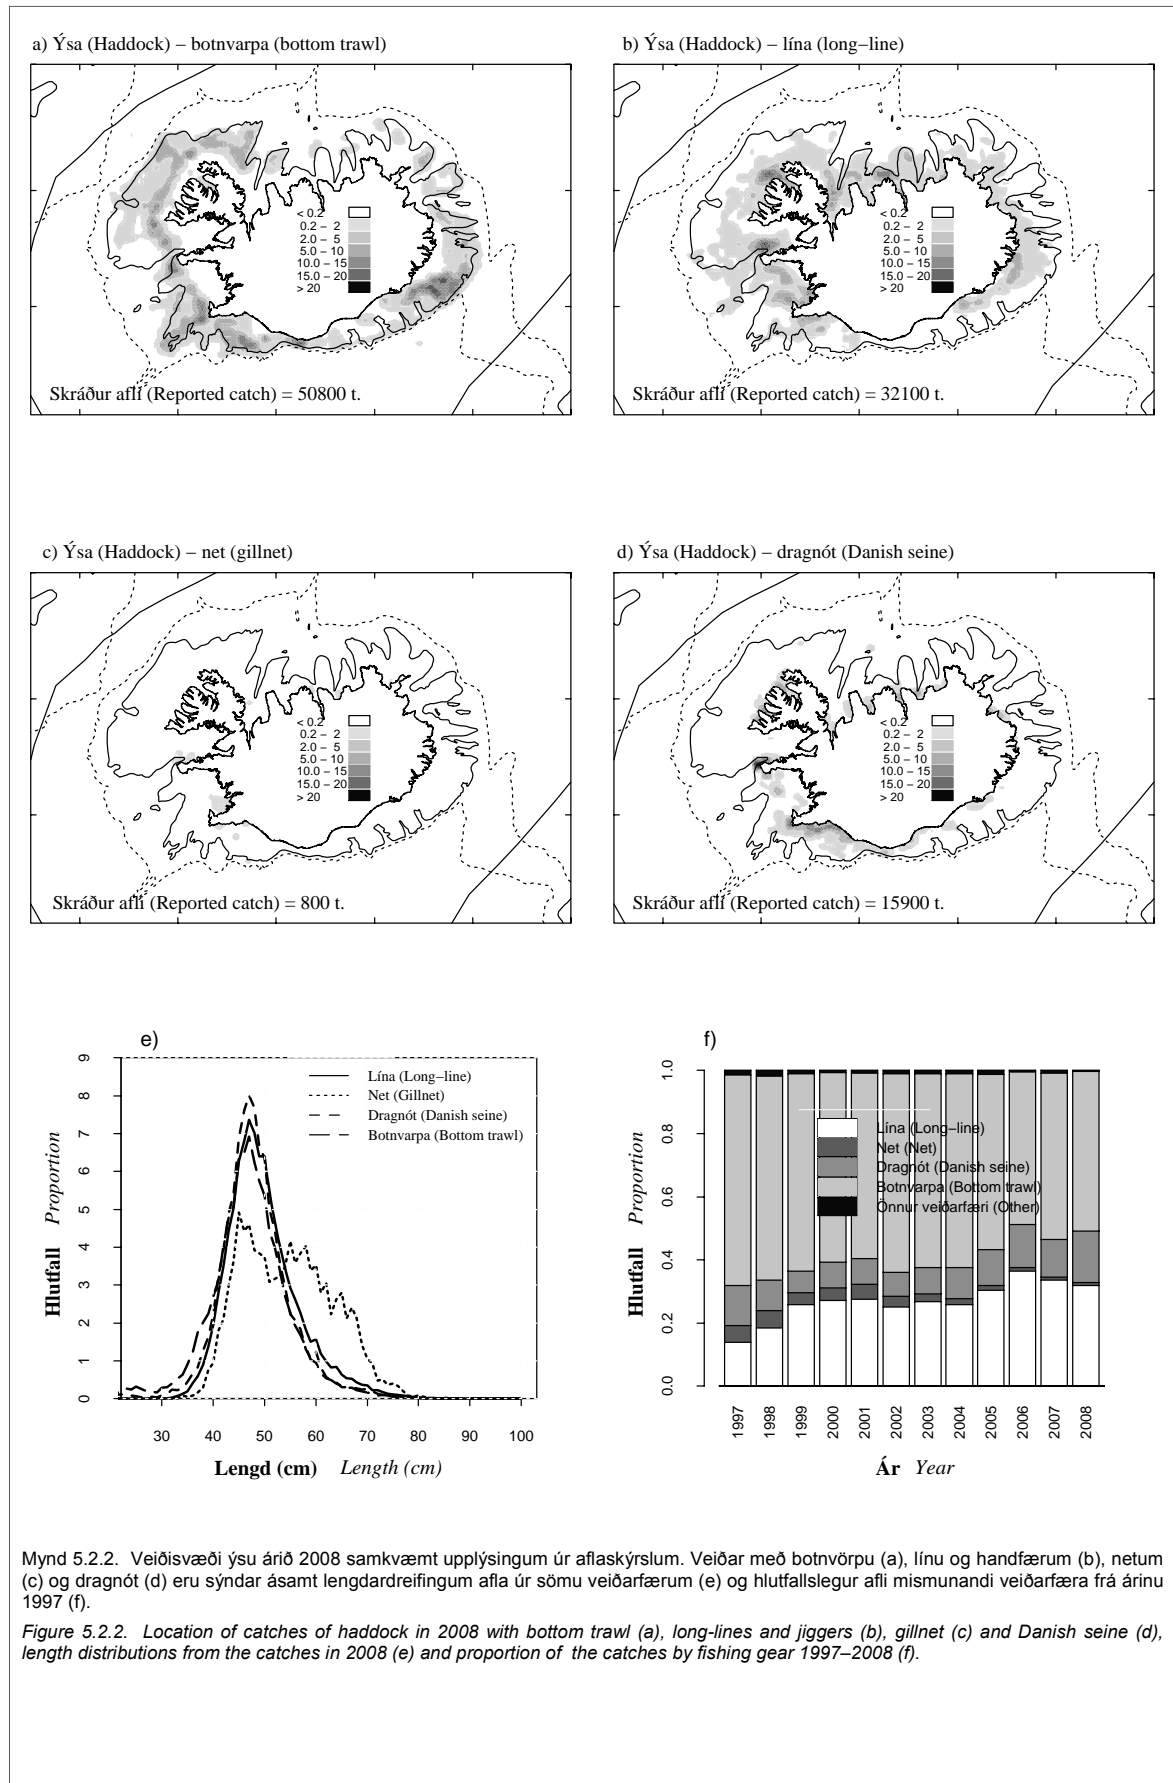 a) Ýsa (Haddock) – botnvarpa (bottom trawl)
< 0.2
0.2 – 2
2.0 – 5
5.0 – 10
10.0 – 15
15.0 – 20
> 20
Skráður afli (Reported catch) = 50800 t.
b) Ýsa (Haddock) – lína (long–line)
< 0.2
0.2 – 2
2.0 – 5
5.0 – 10
10.0 – 15
15.0 – 20
> 20
Skráður afli (Reported catch) = 32100 t.
c) Ýsa (Haddock) – net (gillnet)
< 0.2
0.2 – 2
2.0 – 5
5.0 – 10
10.0 – 15
15.0 – 20
> 20
Skráður afli (Reported catch) = 800 t.
d) Ýsa (Haddock) – dragnót (Danish seine)
< 0.2
0.2 – 2
2.0 – 5
5.0 – 10
10.0 – 15
15.0 – 20
> 20
Skráður afli (Reported catch) = 15900 t.
e)
Hlutfall Proportion
9
8
7
6
5
4
3
2
1
0
Lína (Long–line)
Net (Gillnet)
Dragnót (Danish seine)
Botnvarpa (Bottom trawl)
30 40 50 60 70 80 90 100
Lengd (cm) Length (cm)
f)
Hlutfall Proportion
1.0
0.8
0.6
0.4
0.2
0.0
Lína (Long–line)
Net (Net)
Dragnót (Danish seine)
Botnvarpa (Bottom trawl)
Önnur veiðarfæri (Other)
1997 1998 1999 2000 2001 2002 2003 2004 2005 2006 2007 2008
Ár Year
Mynd 5.2.2. Veiðisvæði ýsu árið 2008 samkvæmt upplýsingum úr aflaskýrslum. Veiðar með botnvörpu (a), línu og handfærum (b), netum
(c) og dragnót (d) eru sýndar ásamt lengdardreifingum afla úr sömu veiðarfærum (e) og hlutfallslegur afli mismunandi veiðarfæra frá árinu
1997 (f).
Figure 5.2.2. Location of catches of haddock in 2008 with bottom trawl (a), long-lines and jiggers (b), gillnet (c) and Danish seine (d),
length distributions from the catches in 2008 (e) and proportion of the catches by fishing gear 1997–2008 (f).